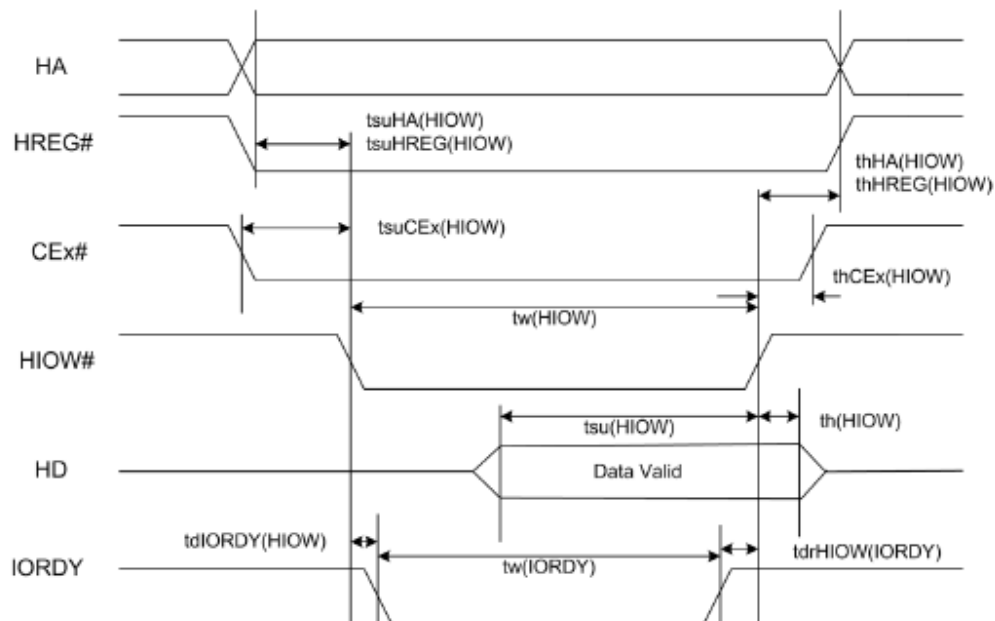 HA
tsuHA(HIOW)
HREG#
tsuHREG(HIOW)
thHA(HIOW)
thHREG(HIOW)
tsuCEx(HIOW)
CEx#
thCEx(HIOW)
tw(HIOW)
HIOW#
tsu(HIOW)
th(HIOW)
HD
Data Valid
tdIORDY(HIOW)
tw(IORDY)
tdrHIOW(IORDY)
IORDY